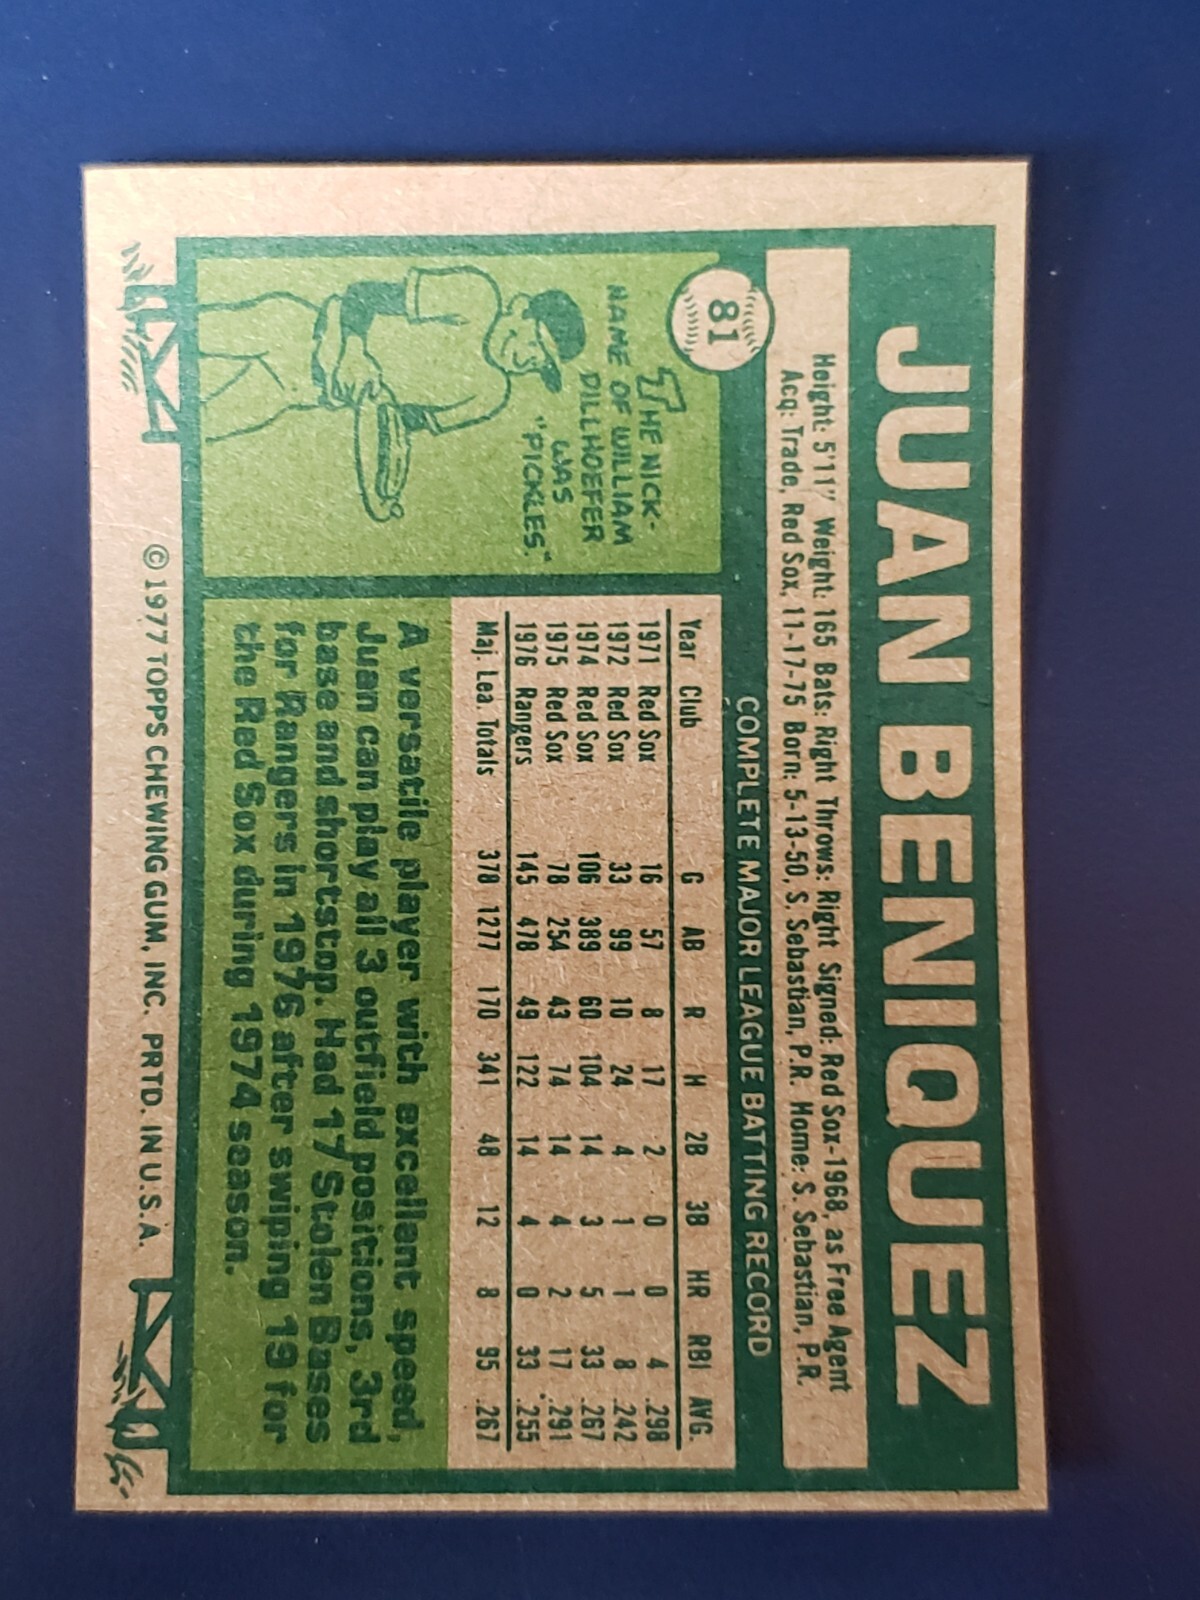 JUAN BENIQUEZ
81
Height: 5'11" Weight: 165 Bats: Right Throws: Right Signed: Red Sox-1968, as Free Agent
Acq: Trade, Red Sox, 11-17-75 Born: 5-13-50, S. Sebastian, P.R. Home: S. Sebastian, P.R.
THE NICK-
NAME OF WILLIAM
DILLHOEFER
WAS
"PICKLES."
COMPLETE MAJOR LEAGUE BATTING RECORD
Year Club G AB R H 2B 3B HR RBI AVG.
1971 Red Sox 16 57 8 17 2 0 0 4 .298
1972 Red Sox 33 99 10 24 4 1 1 8 .242
1974 Red Sox 106 389 60 104 14 3 5 33 .267
1975 Red Sox 78 254 43 74 14 4 2 17 .291
1976 Rangers 145 478 49 122 14 4 0 33 .255
Maj. Lea. Totals 378 1277 170 341 48 12 8 95 .267
A versatile player with excellent speed,
Juan can play all 3 outfield positions, 3rd
base and shortstop. Had 17 Stolen Bases
for Rangers in 1976 after swiping 19 for
the Red Sox during 1974 season.
© 1977 TOPPS CHEWING GUM, INC. PRTD. IN U.S.A.